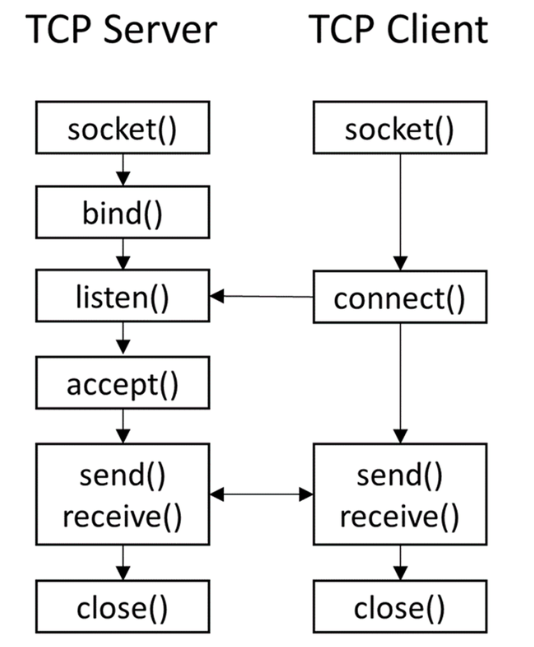 TCP Server
socket()
bind()
listen()
accept()
send()
receive()
close()
TCP Client
socket()
connect()
send()
receive()
close()